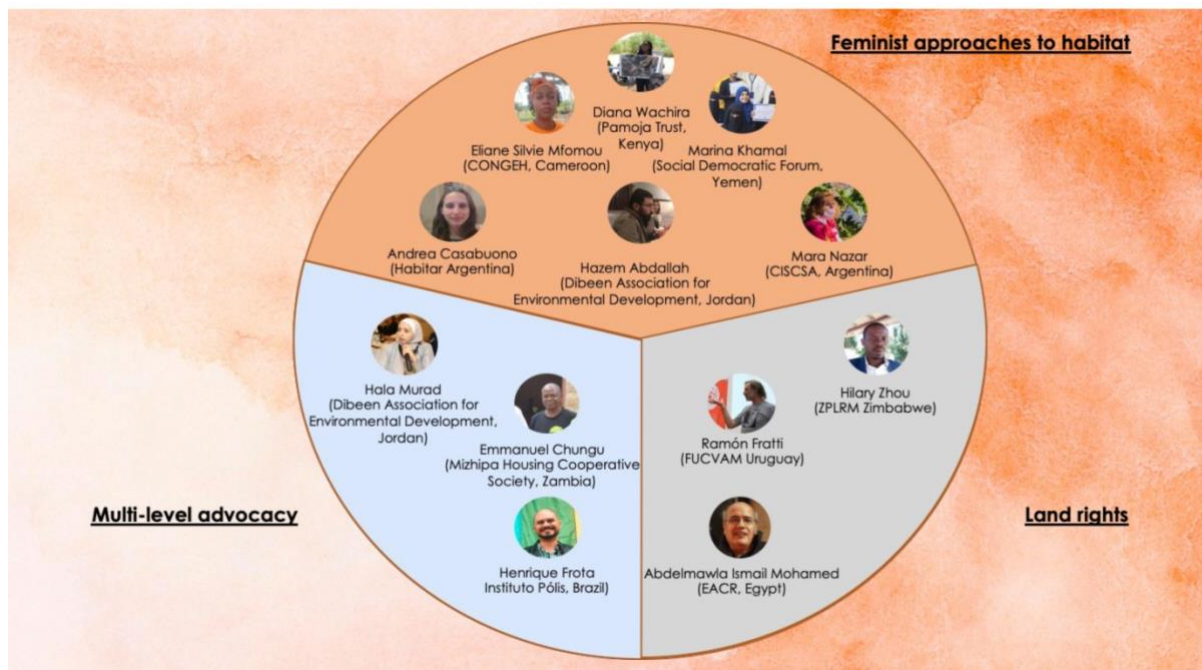 Feminist approaches to habitat
Diana Wachira
(Pamoja Trust,
Kenya)
Eliane Silvie Mfomou
(CONGEH, Cameroon)
Marina Khamal
(Social Democratic Forum,
Yemen)
Andrea Casabuono
(Habitar Argentina)
Hazem Abdallah
(Dibeen Association for
Environmental Development, Jordan)
Mara Nazar
(CISCSA, Argentina)
Hala Murad
(Dibeen Association for
Environmental Development,
Jordan)
Emmanuel Chungu
(Mizhipa Housing Cooperative
Society, Zambia)
Henrique Frota
Instituto Pólis, Brazil)
Multi-level advocacy
Hilary Zhou
(ZPLRM Zimbabwe)
Ramón Fratti
(FUCVAM Uruguay)
Abdelmawla Ismail Mohamed
(EACR, Egypt)
Land rights